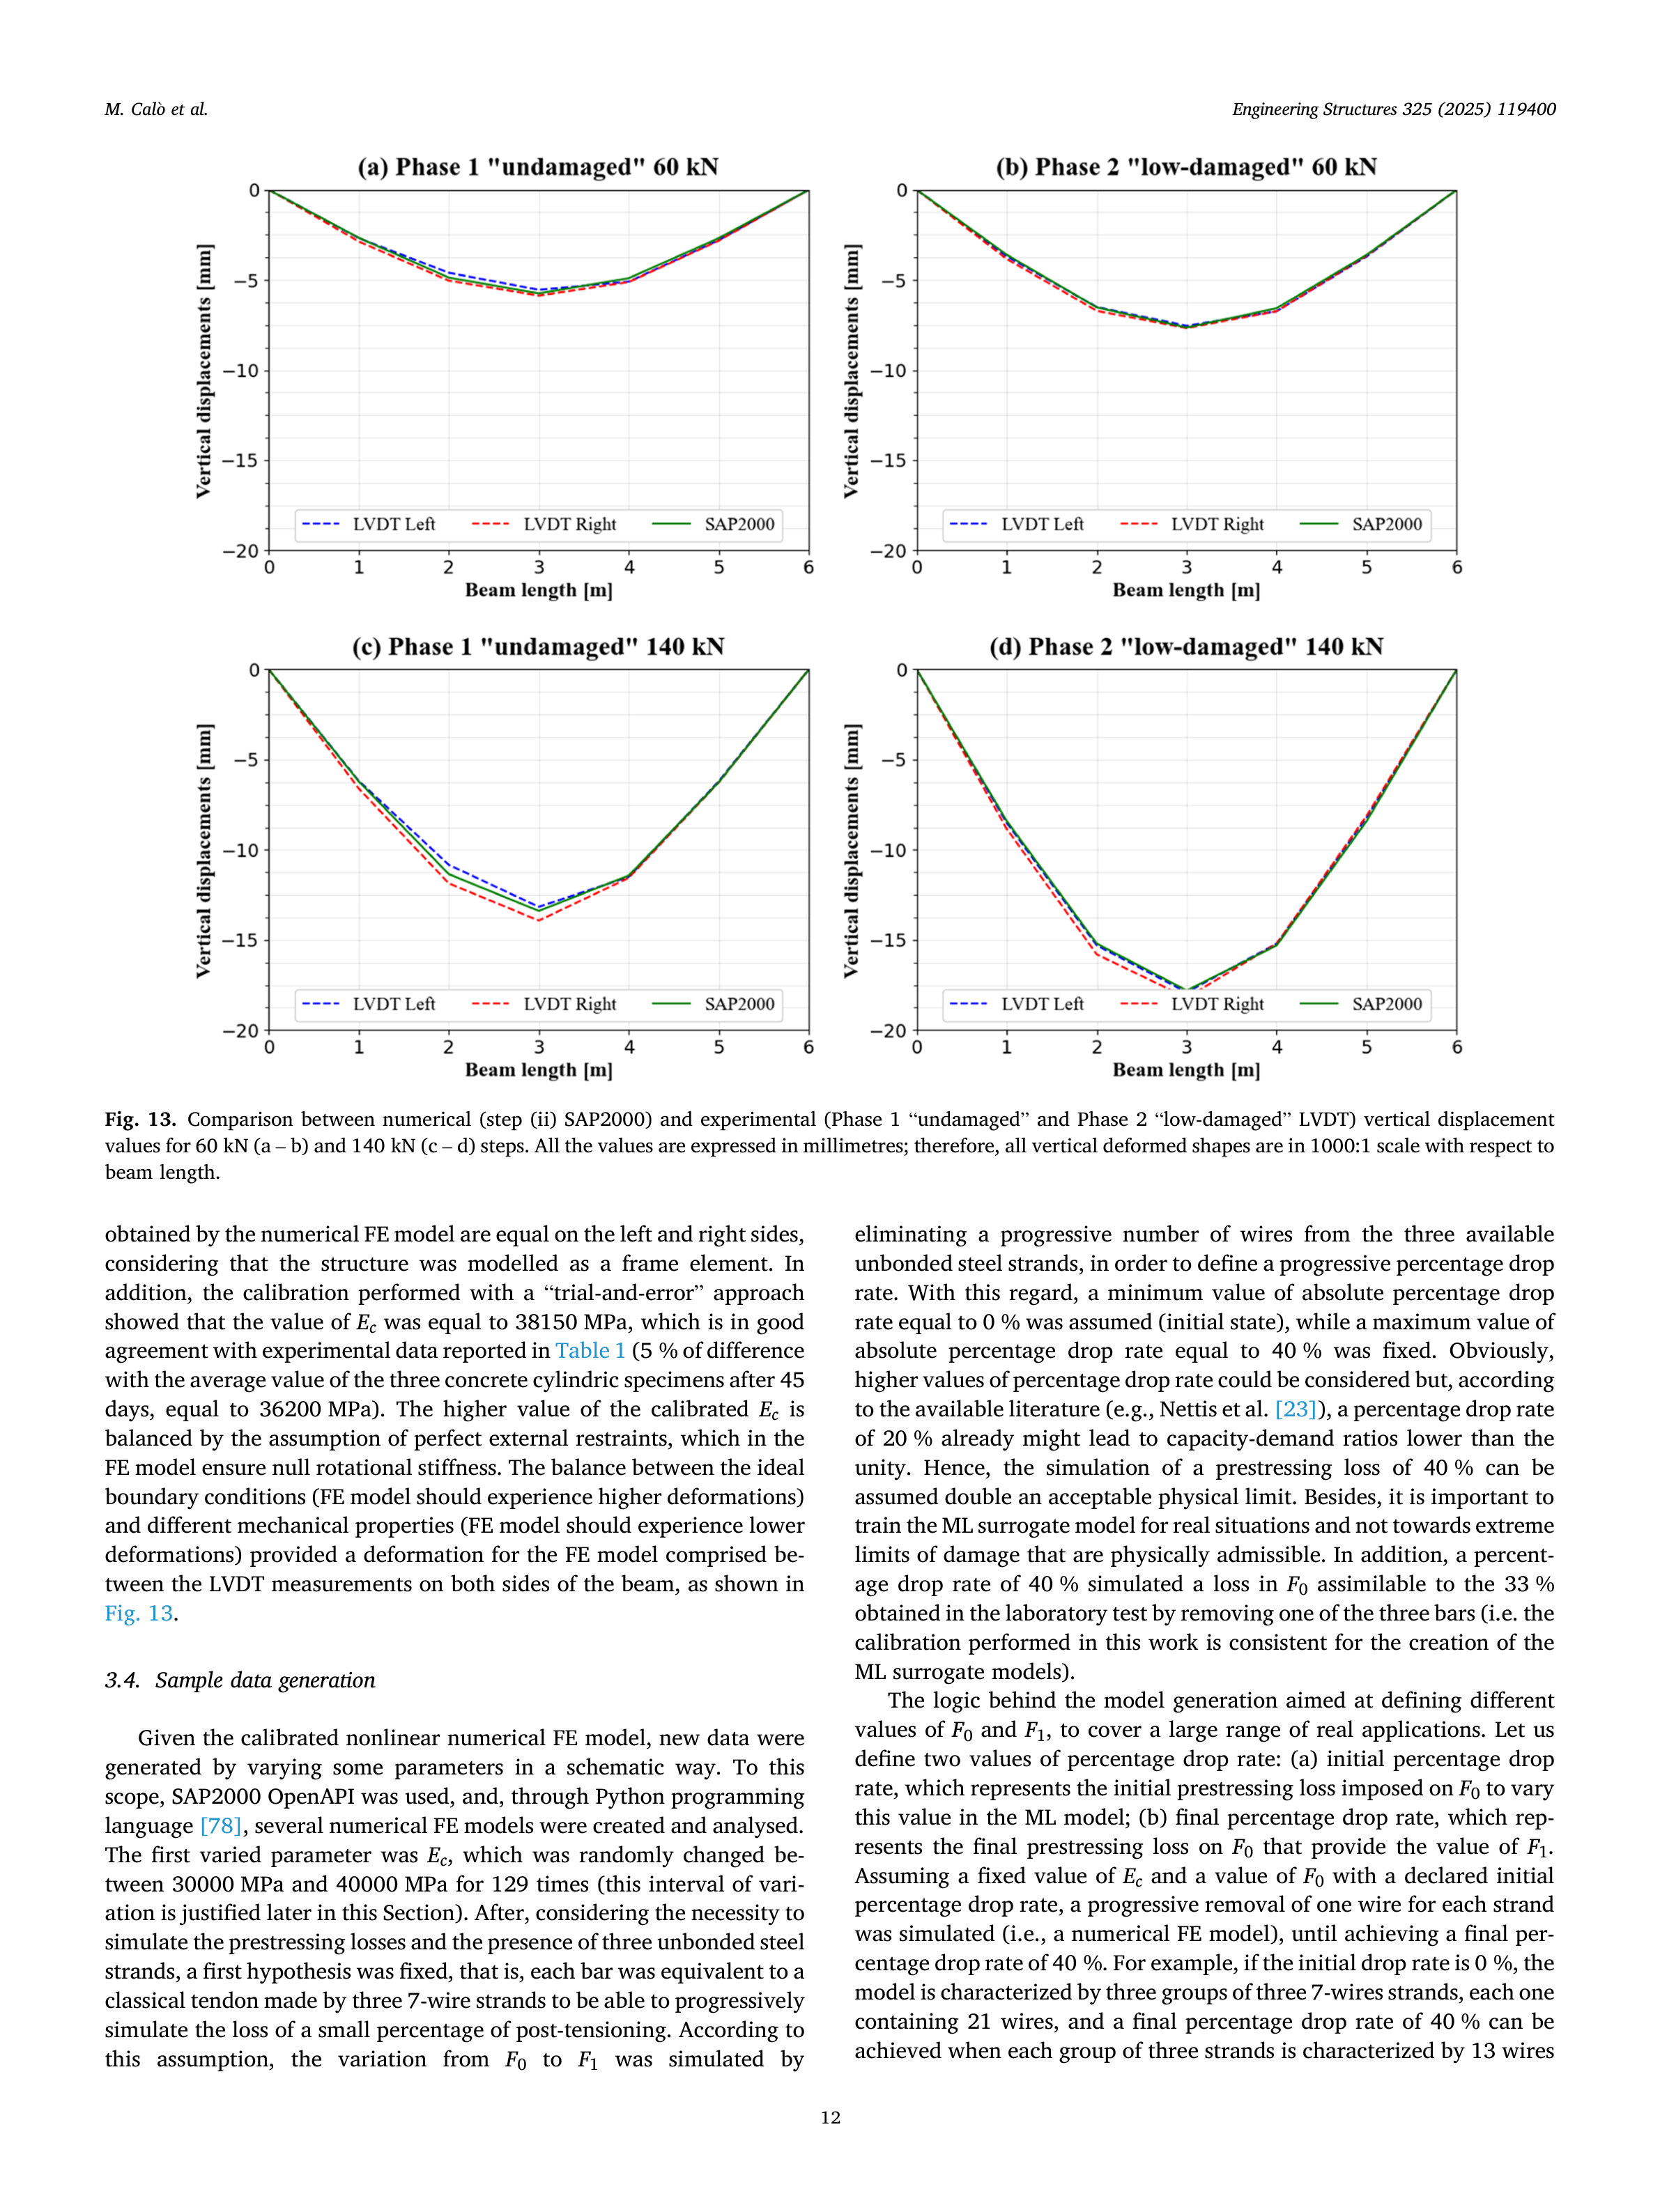 M. Calò et al.
Engineering Structures 325 (2025) 119400
(a) Phase 1 "undamaged" 60 kN
0
−5
−10
−15
−20
Vertical displacements [mm]
LVDT Left
LVDT Right
SAP2000
0 1 2 3 4 5 6
Beam length [m]
(b) Phase 2 "low-damaged" 60 kN
0
−5
−10
−15
−20
Vertical displacements [mm]
LVDT Left
LVDT Right
SAP2000
0 1 2 3 4 5 6
Beam length [m]
(c) Phase 1 "undamaged" 140 kN
0
−5
−10
−15
−20
Vertical displacements [mm]
LVDT Left
LVDT Right
SAP2000
0 1 2 3 4 5 6
Beam length [m]
(d) Phase 2 "low-damaged" 140 kN
0
−5
−10
−15
−20
Vertical displacements [mm]
LVDT Left
LVDT Right
SAP2000
0 1 2 3 4 5 6
Beam length [m]
Fig. 13. Comparison between numerical (step (ii) SAP2000) and experimental (Phase 1 “undamaged” and Phase 2 “low-damaged” LVDT) vertical displacement
values for 60 kN (a – b) and 140 kN (c – d) steps. All the values are expressed in millimetres; therefore, all vertical deformed shapes are in 1000:1 scale with respect to
beam length.
obtained by the numerical FE model are equal on the left and right sides,
considering that the structure was modelled as a frame element. In
addition, the calibration performed with a “trial-and-error” approach
showed that the value of Ec was equal to 38150 MPa, which is in good
agreement with experimental data reported in Table 1 (5 % of difference
with the average value of the three concrete cylindric specimens after 45
days, equal to 36200 MPa). The higher value of the calibrated Ec is
balanced by the assumption of perfect external restraints, which in the
FE model ensure null rotational stiffness. The balance between the ideal
boundary conditions (FE model should experience higher deformations)
and different mechanical properties (FE model should experience lower
deformations) provided a deformation for the FE model comprised be-
tween the LVDT measurements on both sides of the beam, as shown in
Fig. 13.
3.4. Sample data generation
Given the calibrated nonlinear numerical FE model, new data were
generated by varying some parameters in a schematic way. To this
scope, SAP2000 OpenAPI was used, and, through Python programming
language [78], several numerical FE models were created and analysed.
The first varied parameter was Ec, which was randomly changed be-
tween 30000 MPa and 40000 MPa for 129 times (this interval of vari-
ation is justified later in this Section). After, considering the necessity to
simulate the prestressing losses and the presence of three unbonded steel
strands, a first hypothesis was fixed, that is, each bar was equivalent to a
classical tendon made by three 7-wire strands to be able to progressively
simulate the loss of a small percentage of post-tensioning. According to
this assumption, the variation from F0 to F1 was simulated by
eliminating a progressive number of wires from the three available
unbonded steel strands, in order to define a progressive percentage drop
rate. With this regard, a minimum value of absolute percentage drop
rate equal to 0 % was assumed (initial state), while a maximum value of
absolute percentage drop rate equal to 40 % was fixed. Obviously,
higher values of percentage drop rate could be considered but, according
to the available literature (e.g., Nettis et al. [23]), a percentage drop rate
of 20 % already might lead to capacity-demand ratios lower than the
unity. Hence, the simulation of a prestressing loss of 40 % can be
assumed double an acceptable physical limit. Besides, it is important to
train the ML surrogate model for real situations and not towards extreme
limits of damage that are physically admissible. In addition, a percent-
age drop rate of 40 % simulated a loss in F0 assimilable to the 33 %
obtained in the laboratory test by removing one of the three bars (i.e. the
calibration performed in this work is consistent for the creation of the
ML surrogate models).
The logic behind the model generation aimed at defining different
values of F0 and F1, to cover a large range of real applications. Let us
define two values of percentage drop rate: (a) initial percentage drop
rate, which represents the initial prestressing loss imposed on F0 to vary
this value in the ML model; (b) final percentage drop rate, which rep-
resents the final prestressing loss on F0 that provide the value of F1.
Assuming a fixed value of Ec and a value of F0 with a declared initial
percentage drop rate, a progressive removal of one wire for each strand
was simulated (i.e., a numerical FE model), until achieving a final per-
centage drop rate of 40 %. For example, if the initial drop rate is 0 %, the
model is characterized by three groups of three 7-wires strands, each one
containing 21 wires, and a final percentage drop rate of 40 % can be
achieved when each group of three strands is characterized by 13 wires
12